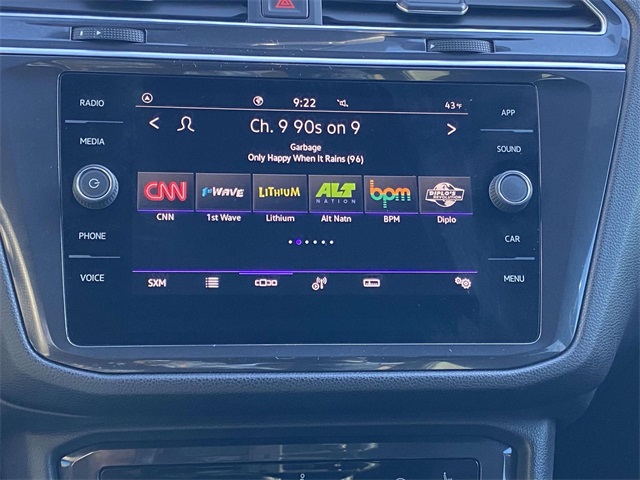 RADIO
MEDIA
PHONE
VOICE
9:22
43°F
Ch. 9 90s on 9
Garbage
Only Happy When It Rains (96)
CNN
1st WAVE
LITHIUM
ALT NATION
bpm
DIPLO'S REVOLUTION
CNN
1st Wave
Lithium
Alt Natn
BPM
Diplo
SXM
APP
SOUND
CAR
MENU